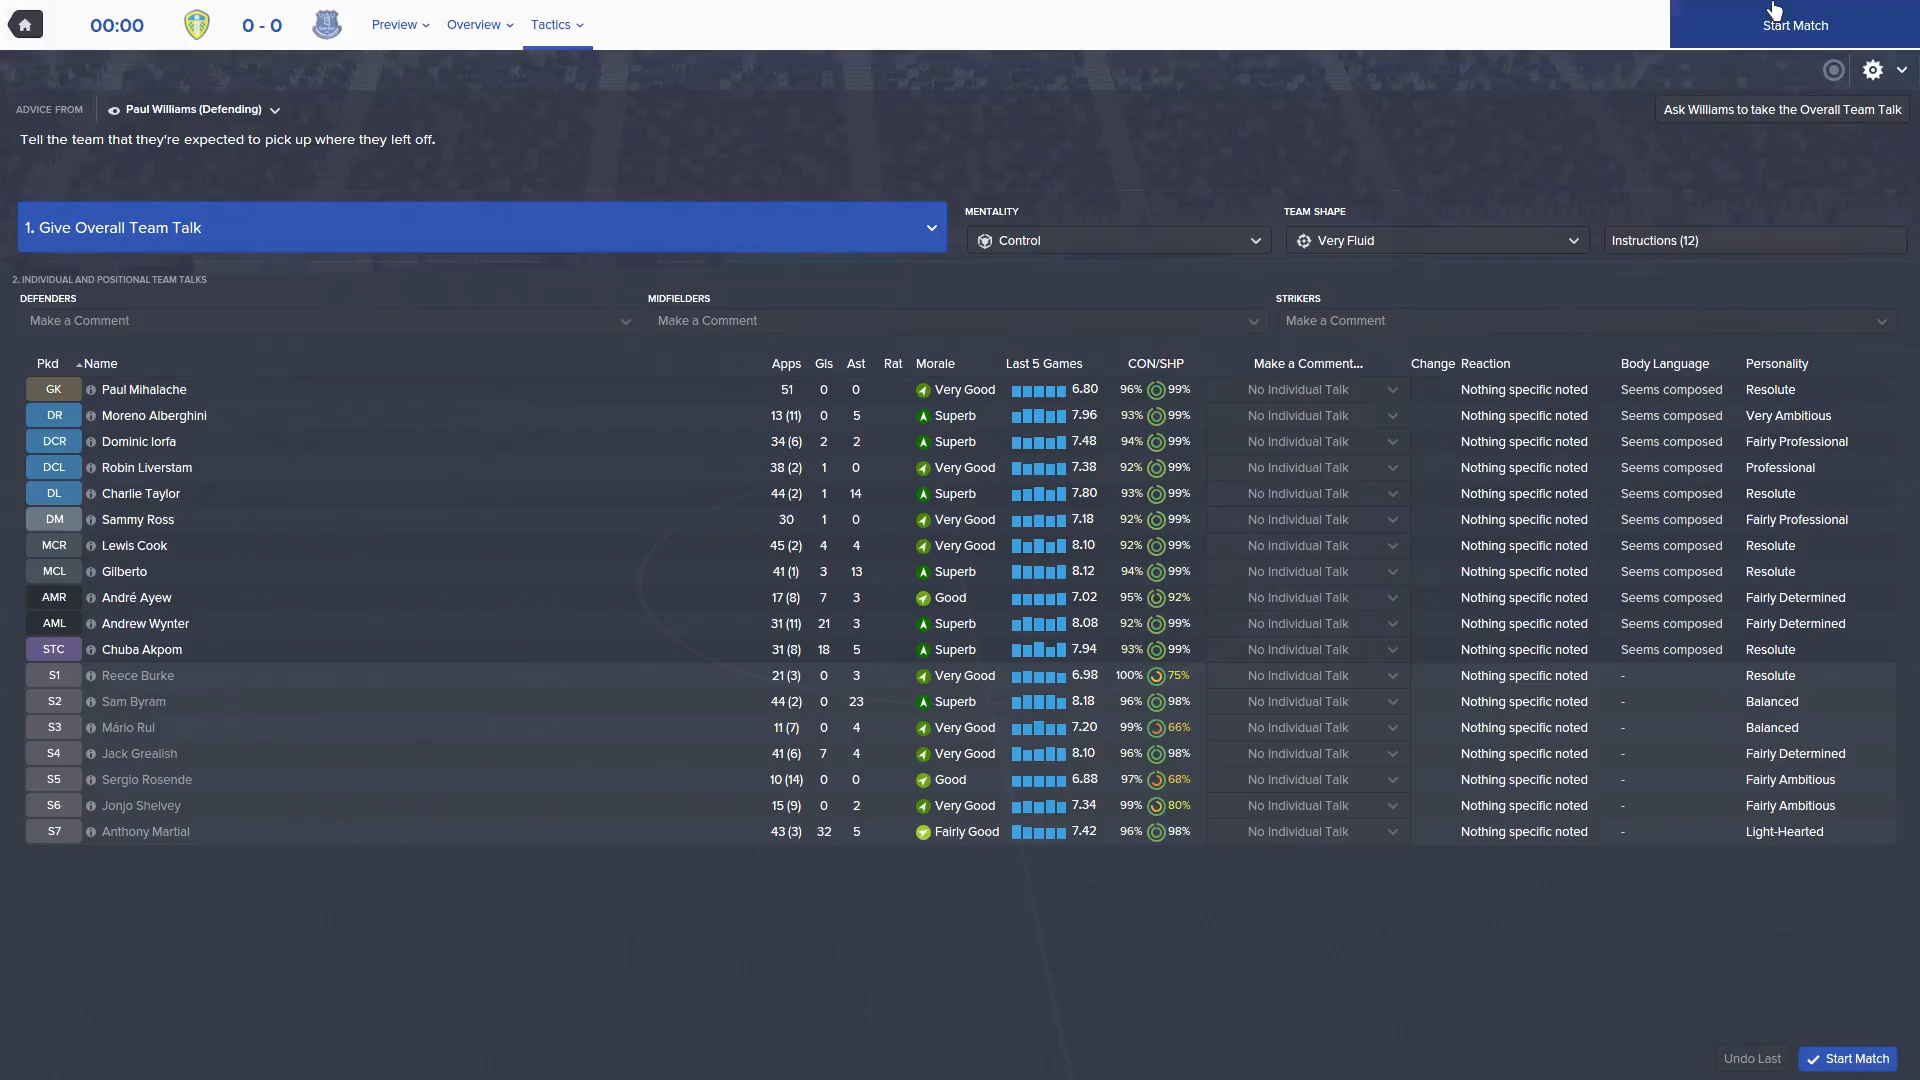 00:00 0 - 0 Preview Overview Tactics Start Match
ADVICE FROM Paul Williams (Defending) Ask Williams to take the Overall Team Talk
Tell the team that they're expected to pick up where they left off.
MENTALITY TEAM SHAPE
1. Give Overall Team Talk Control Very Fluid Instructions (12)
2. INDIVIDUAL AND POSITIONAL TEAM TALKS
DEFENDERS MIDFIELDERS STRIKERS
Make a Comment Make a Comment Make a Comment
Pkd Name Apps Gls Ast Rat Morale Last 5 Games CON/SHP Make a Comment... Change Reaction Body Language Personality
GK Paul Mihalache 51 0 0 Very Good 6.80 96% 99% No Individual Talk Nothing specific noted Seems composed Resolute
DR Moreno Alberghini 13 (11) 0 5 Superb 7.96 93% 99% No Individual Talk Nothing specific noted Seems composed Very Ambitious
DCR Dominic Iorfa 34 (6) 2 2 Superb 7.48 94% 99% No Individual Talk Nothing specific noted Seems composed Fairly Professional
DCL Robin Liverstam 38 (2) 1 0 Very Good 7.38 92% 99% No Individual Talk Nothing specific noted Seems composed Professional
DL Charlie Taylor 44 (2) 1 14 Superb 7.80 93% 99% No Individual Talk Nothing specific noted Seems composed Resolute
DM Sammy Ross 30 1 0 Very Good 7.18 92% 99% No Individual Talk Nothing specific noted Seems composed Fairly Professional
MCR Lewis Cook 45 (2) 4 4 Very Good 8.10 92% 99% No Individual Talk Nothing specific noted Seems composed Resolute
MCL Gilberto 41 (1) 3 13 Superb 8.12 94% 99% No Individual Talk Nothing specific noted Seems composed Resolute
AMR André Ayew 17 (8) 7 3 Good 7.02 95% 92% No Individual Talk Nothing specific noted Seems composed Fairly Determined
AML Andrew Wynter 31 (11) 21 3 Superb 8.08 92% 99% No Individual Talk Nothing specific noted Seems composed Fairly Determined
STC Chuba Akpom 31 (8) 18 5 Superb 7.94 93% 99% No Individual Talk Nothing specific noted Seems composed Resolute
S1 Reece Burke 21 (3) 0 3 Very Good 6.98 100% 75% No Individual Talk Nothing specific noted - Resolute
S2 Sam Byram 44 (2) 0 23 Superb 8.18 96% 98% No Individual Talk Nothing specific noted - Balanced
S3 Mário Rui 11 (7) 0 4 Very Good 7.20 99% 66% No Individual Talk Nothing specific noted - Balanced
S4 Jack Grealish 41 (6) 7 4 Very Good 8.10 96% 98% No Individual Talk Nothing specific noted - Fairly Determined
S5 Sergio Rosende 10 (14) 0 0 Good 6.88 97% 68% No Individual Talk Nothing specific noted - Fairly Ambitious
S6 Jonjo Shelvey 15 (9) 0 2 Very Good 7.34 99% 80% No Individual Talk Nothing specific noted - Fairly Ambitious
S7 Anthony Martial 43 (3) 32 5 Fairly Good 7.42 96% 98% No Individual Talk Nothing specific noted - Light-Hearted
Undo Last Start Match